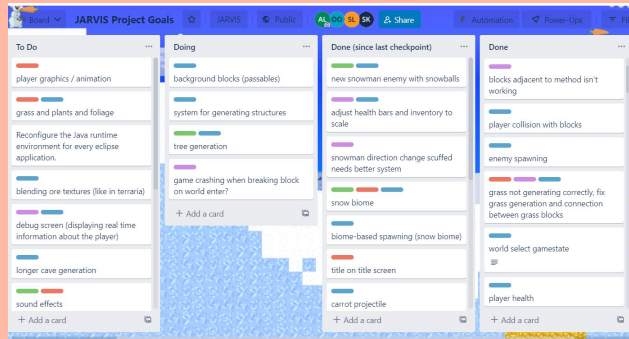 Board
JARVIS Project Goals
JARVIS
Public
AL
OO
SL
SK
Share
Automation
Power-Ups
To Do
player graphics / animation
grass and plants and foliage
Reconfigure the Java runtime
environment for every eclipse
application.
blending ore textures (like in terraria)
debug screen (displaying real time
information about the player)
longer cave generation
sound effects
+ Add a card
Doing
background blocks (passables)
system for generating structures
tree generation
game crashing when breaking block
on world enter?
+ Add a card
Done (since last checkpoint)
new snowman enemy with snowballs
adjust health bars and inventory to
scale
snowman direction change scuffed
needs better system
snow biome
biome-based spawning (snow biome)
title on title screen
carrot projectile
+ Add a card
Done
blocks adjacent to method isn't
working
player collision with blocks
enemy spawning
grass not generating correctly, fix
grass generation and connection
between grass blocks
world select gamestate
player health
+ Add a card